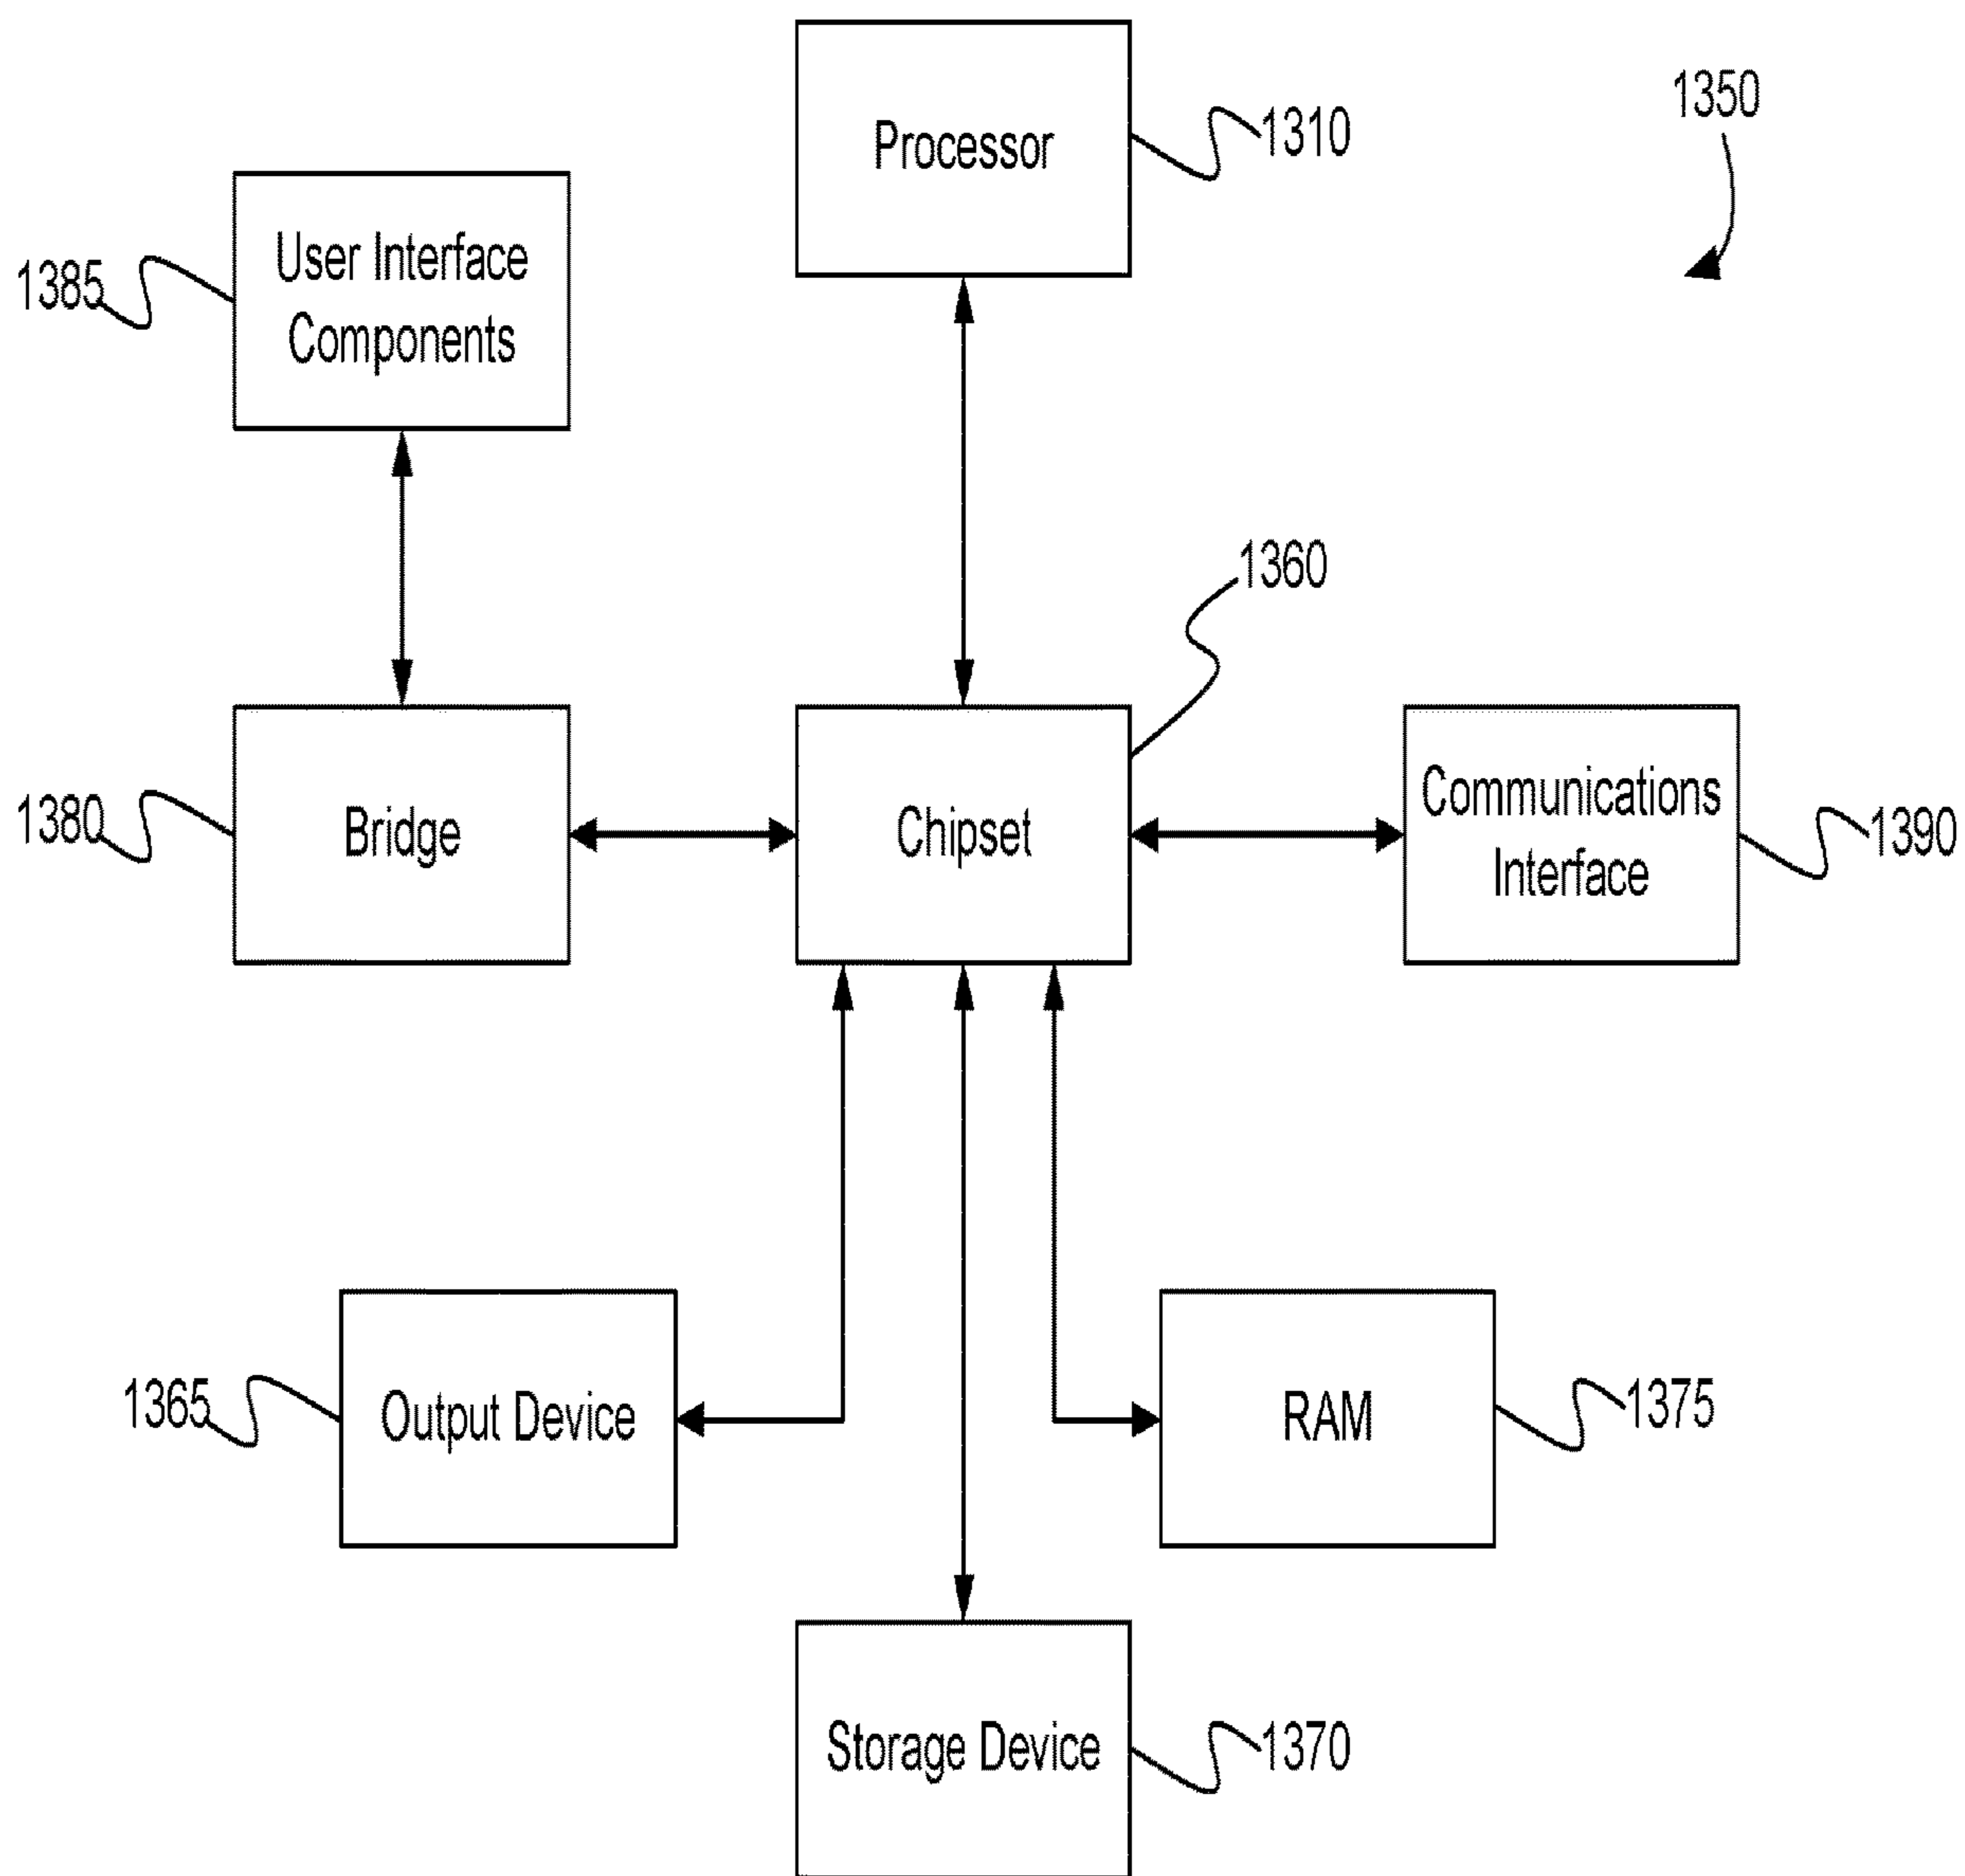 Processor
1310
1350
User Interface
Components
1385
1360
Bridge
1380
Chipset
Communications
Interface
1390
Output Device
1365
RAM
1375
Storage Device
1370